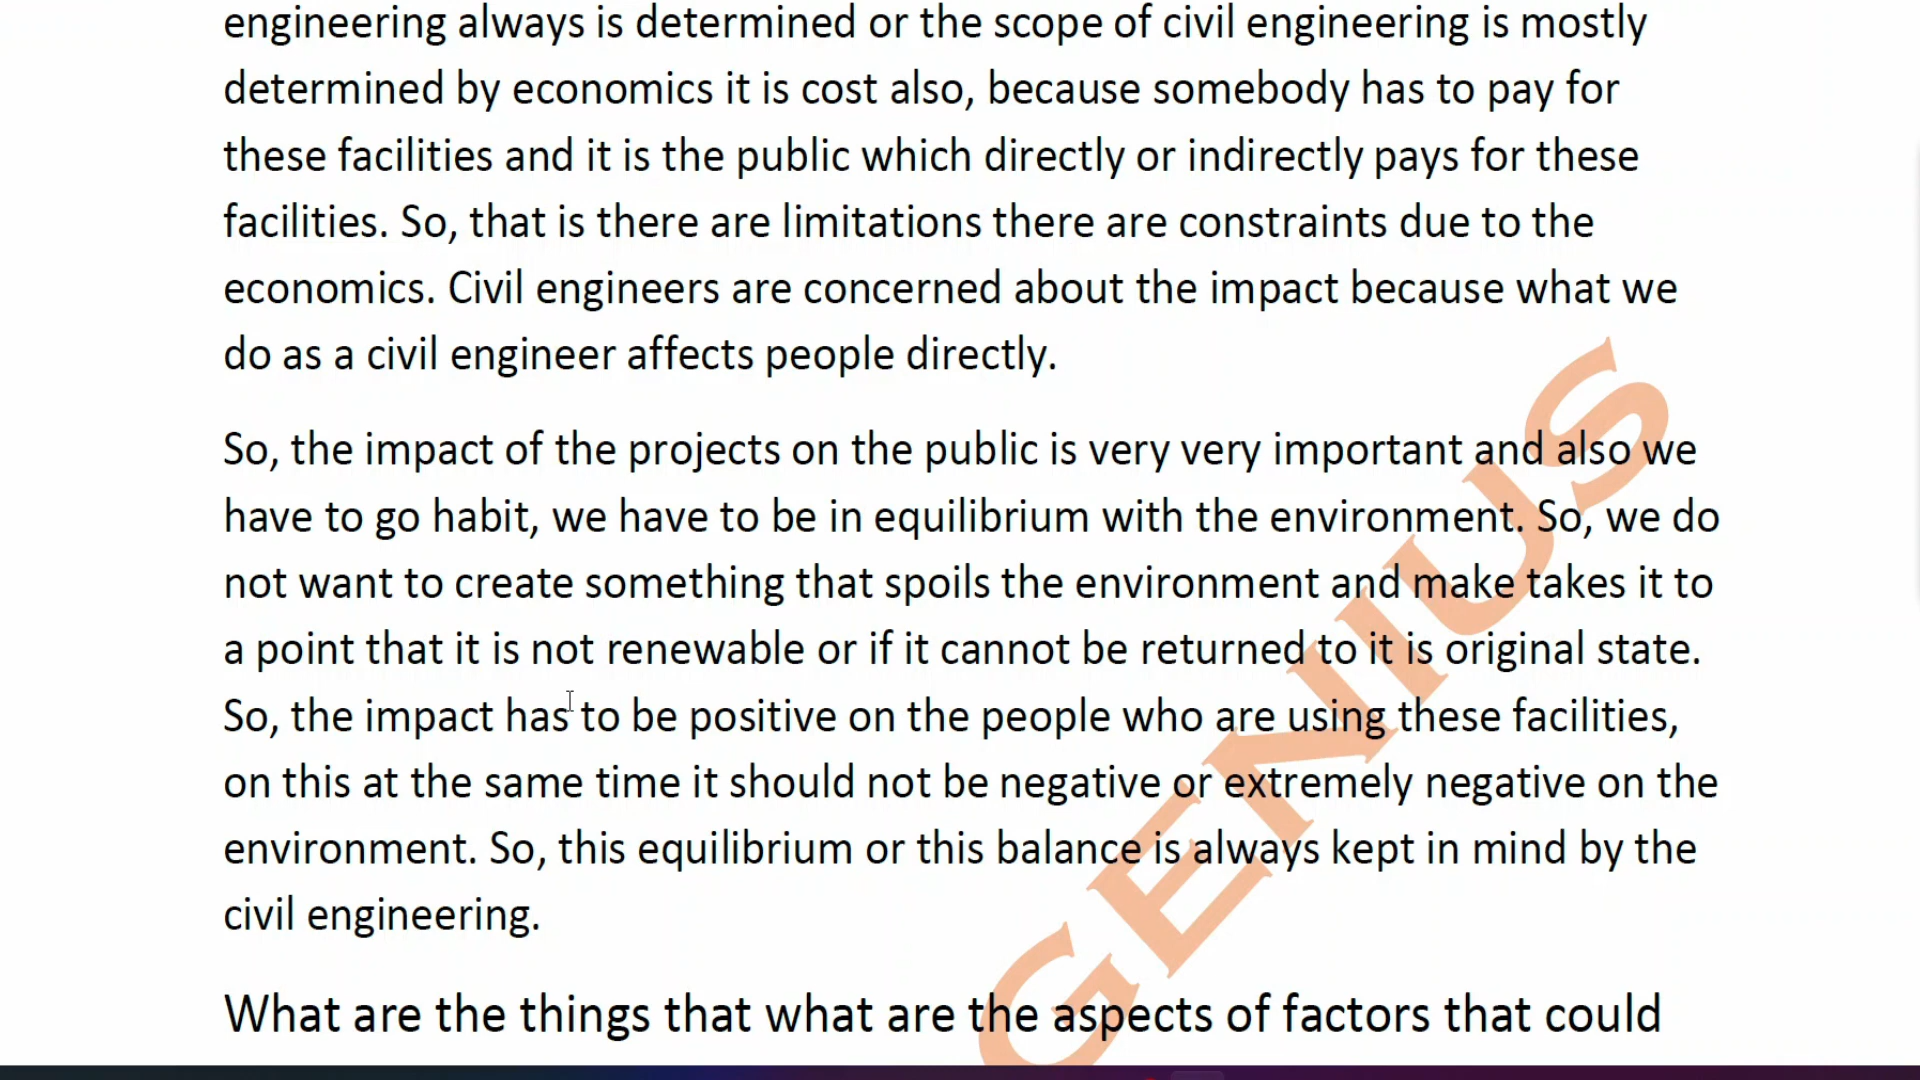 engineering always is determined or the scope of civil engineering is mostly
determined by economics it is cost also, because somebody has to pay for
these facilities and it is the public which directly or indirectly pays for these
facilities. So, that is there are limitations there are constraints due to the
economics. Civil engineers are concerned about the impact because what we
do as a civil engineer affects people directly.
So, the impact of the projects on the public is very very important and also we
have to go habit, we have to be in equilibrium with the environment. So, we do
not want to create something that spoils the environment and make takes it to
a point that it is not renewable or if it cannot be returned to it is original state.
So, the impact has to be positive on the people who are using these facilities,
on this at the same time it should not be negative or extremely negative on the
environment. So, this equilibrium or this balance is always kept in mind by the
civil engineering.
What are the things that what are the aspects of factors that could
GENIUS